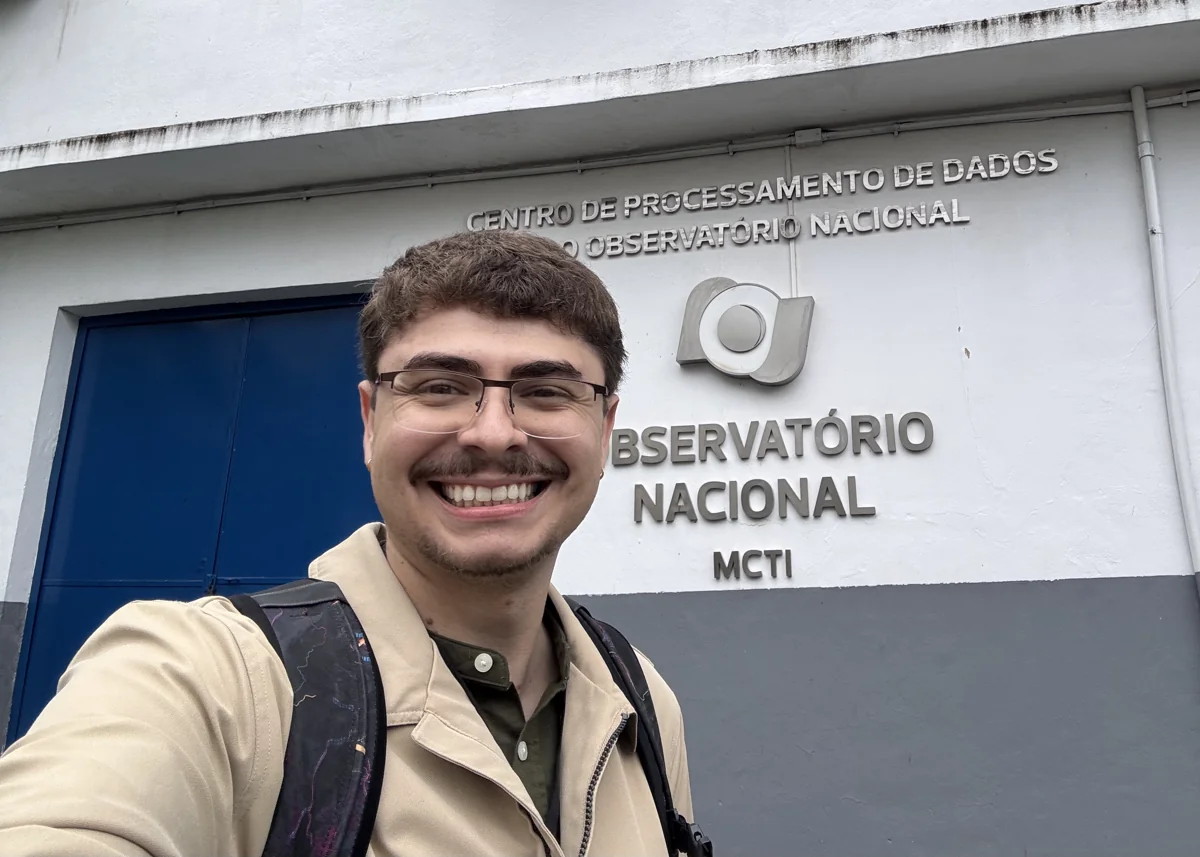 CENTRO DE PROCESSAMENTO DE DADOS
OBSERVATÓRIO NACIONAL
BSERVATÓRIO
NACIONAL
MCTI